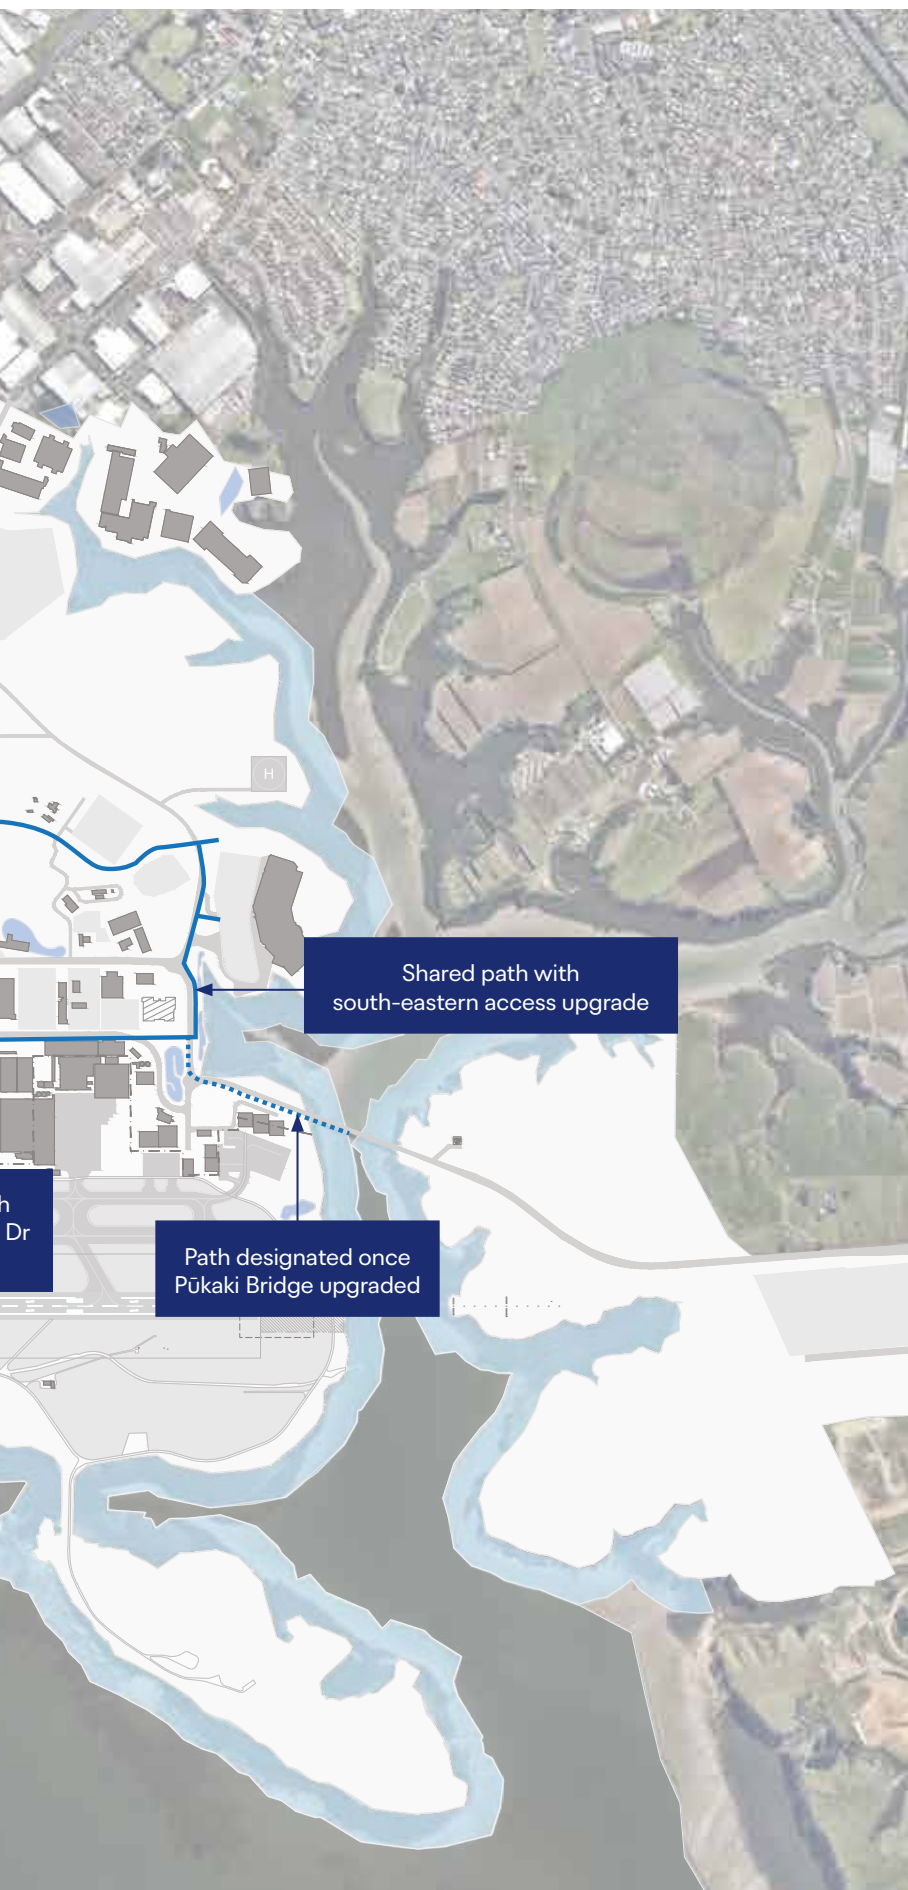 H
Shared path with
south-eastern access upgrade
h
Dr
Path designated once
Pūkaki Bridge upgraded